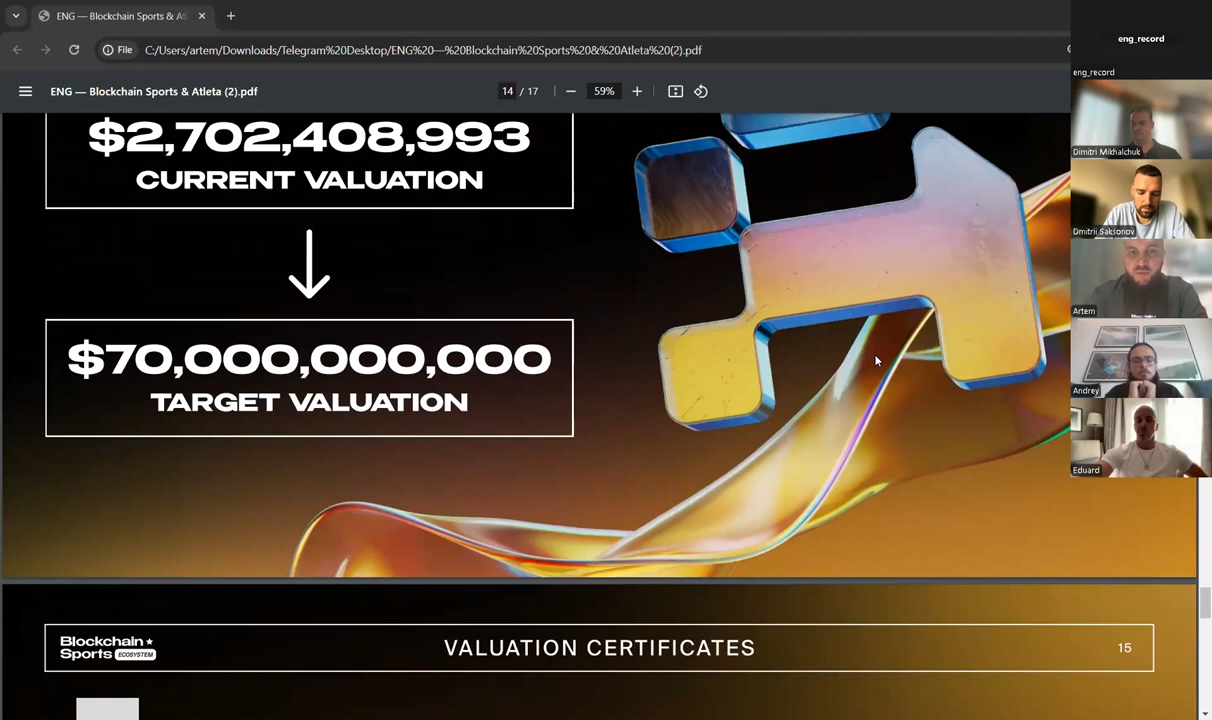 ENG — Blockchain Sports & Atl
File
C:/Users/artem/Downloads/Telegram%20Desktop/ENG%20—%20Blockchain%20Sports%20&%20Atleta%20(2).pdf
ENG — Blockchain Sports & Atleta (2).pdf
14 / 17
59%
$2,702,408,993
CURRENT VALUATION
$70,000,000,000
TARGET VALUATION
Blockchain
Sports ECOSYSTEM
VALUATION CERTIFICATES
15
eng_record
eng_record
Dimitri Mikhalchuk
Dmitrii Saksonov
Artem
Andrey
Eduard